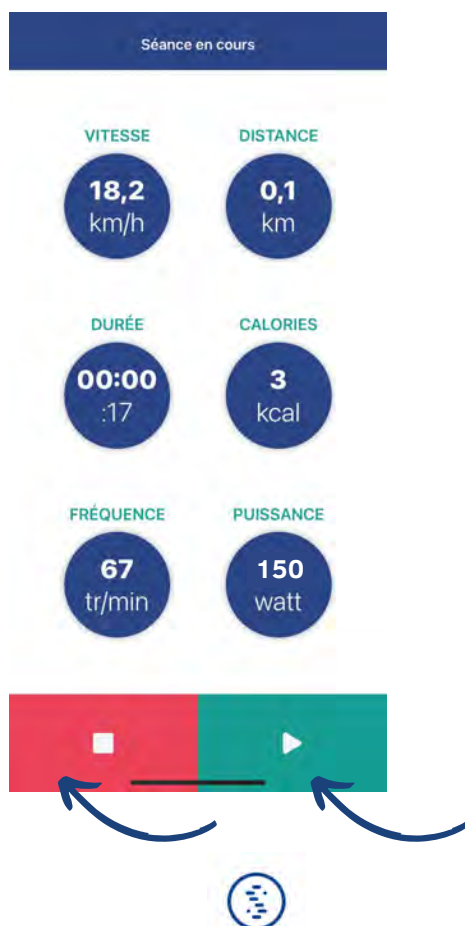 Séance en cours
VITESSE
DISTANCE
18,2
km/h
0,1
km
DURÉE
CALORIES
00:00
:17
3
kcal
FRÉQUENCE
PUISSANCE
67
tr/min
150
watt